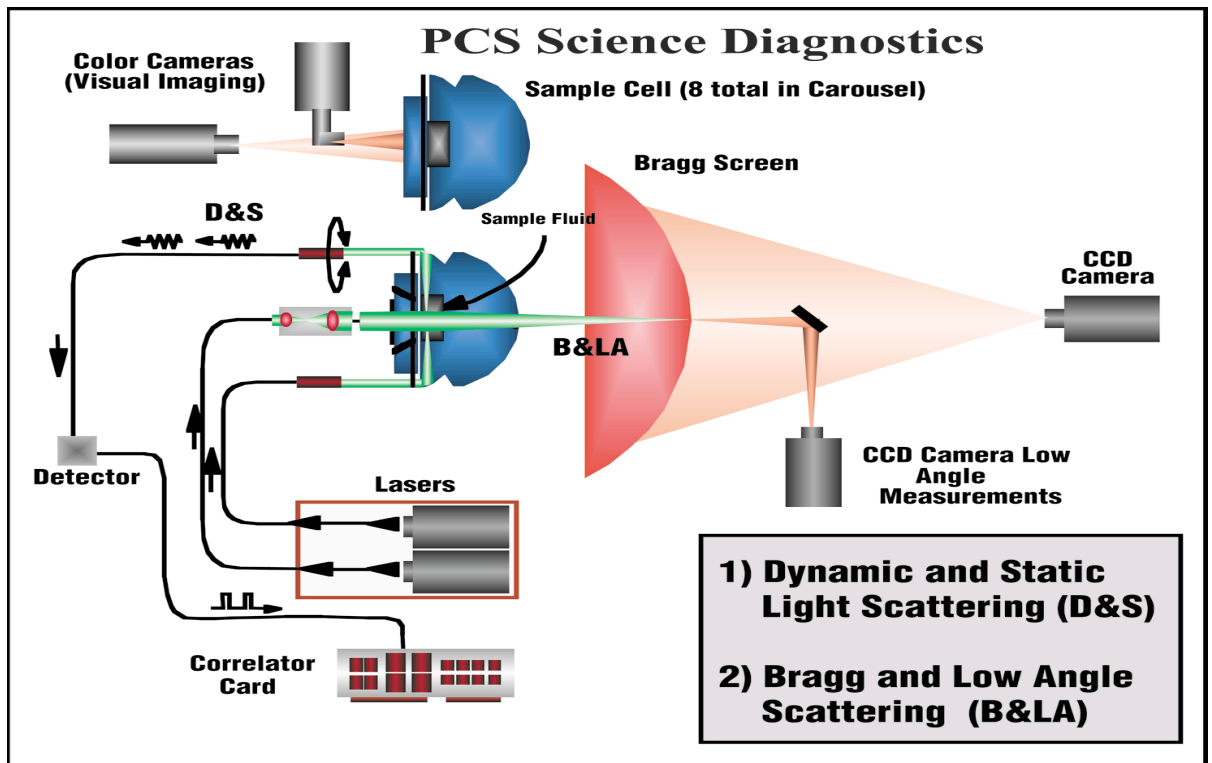 PCS Science Diagnostics
Color Cameras
(Visual Imaging)
Sample Cell (8 total in Carousel)
Bragg Screen
D&S
Sample Fluid
CCD
Camera
B&LA
Detector
Lasers
CCD Camera Low
Angle
Measurements
Correlator
Card
1) Dynamic and Static
Light Scattering (D&S)
2) Bragg and Low Angle
Scattering (B&LA)